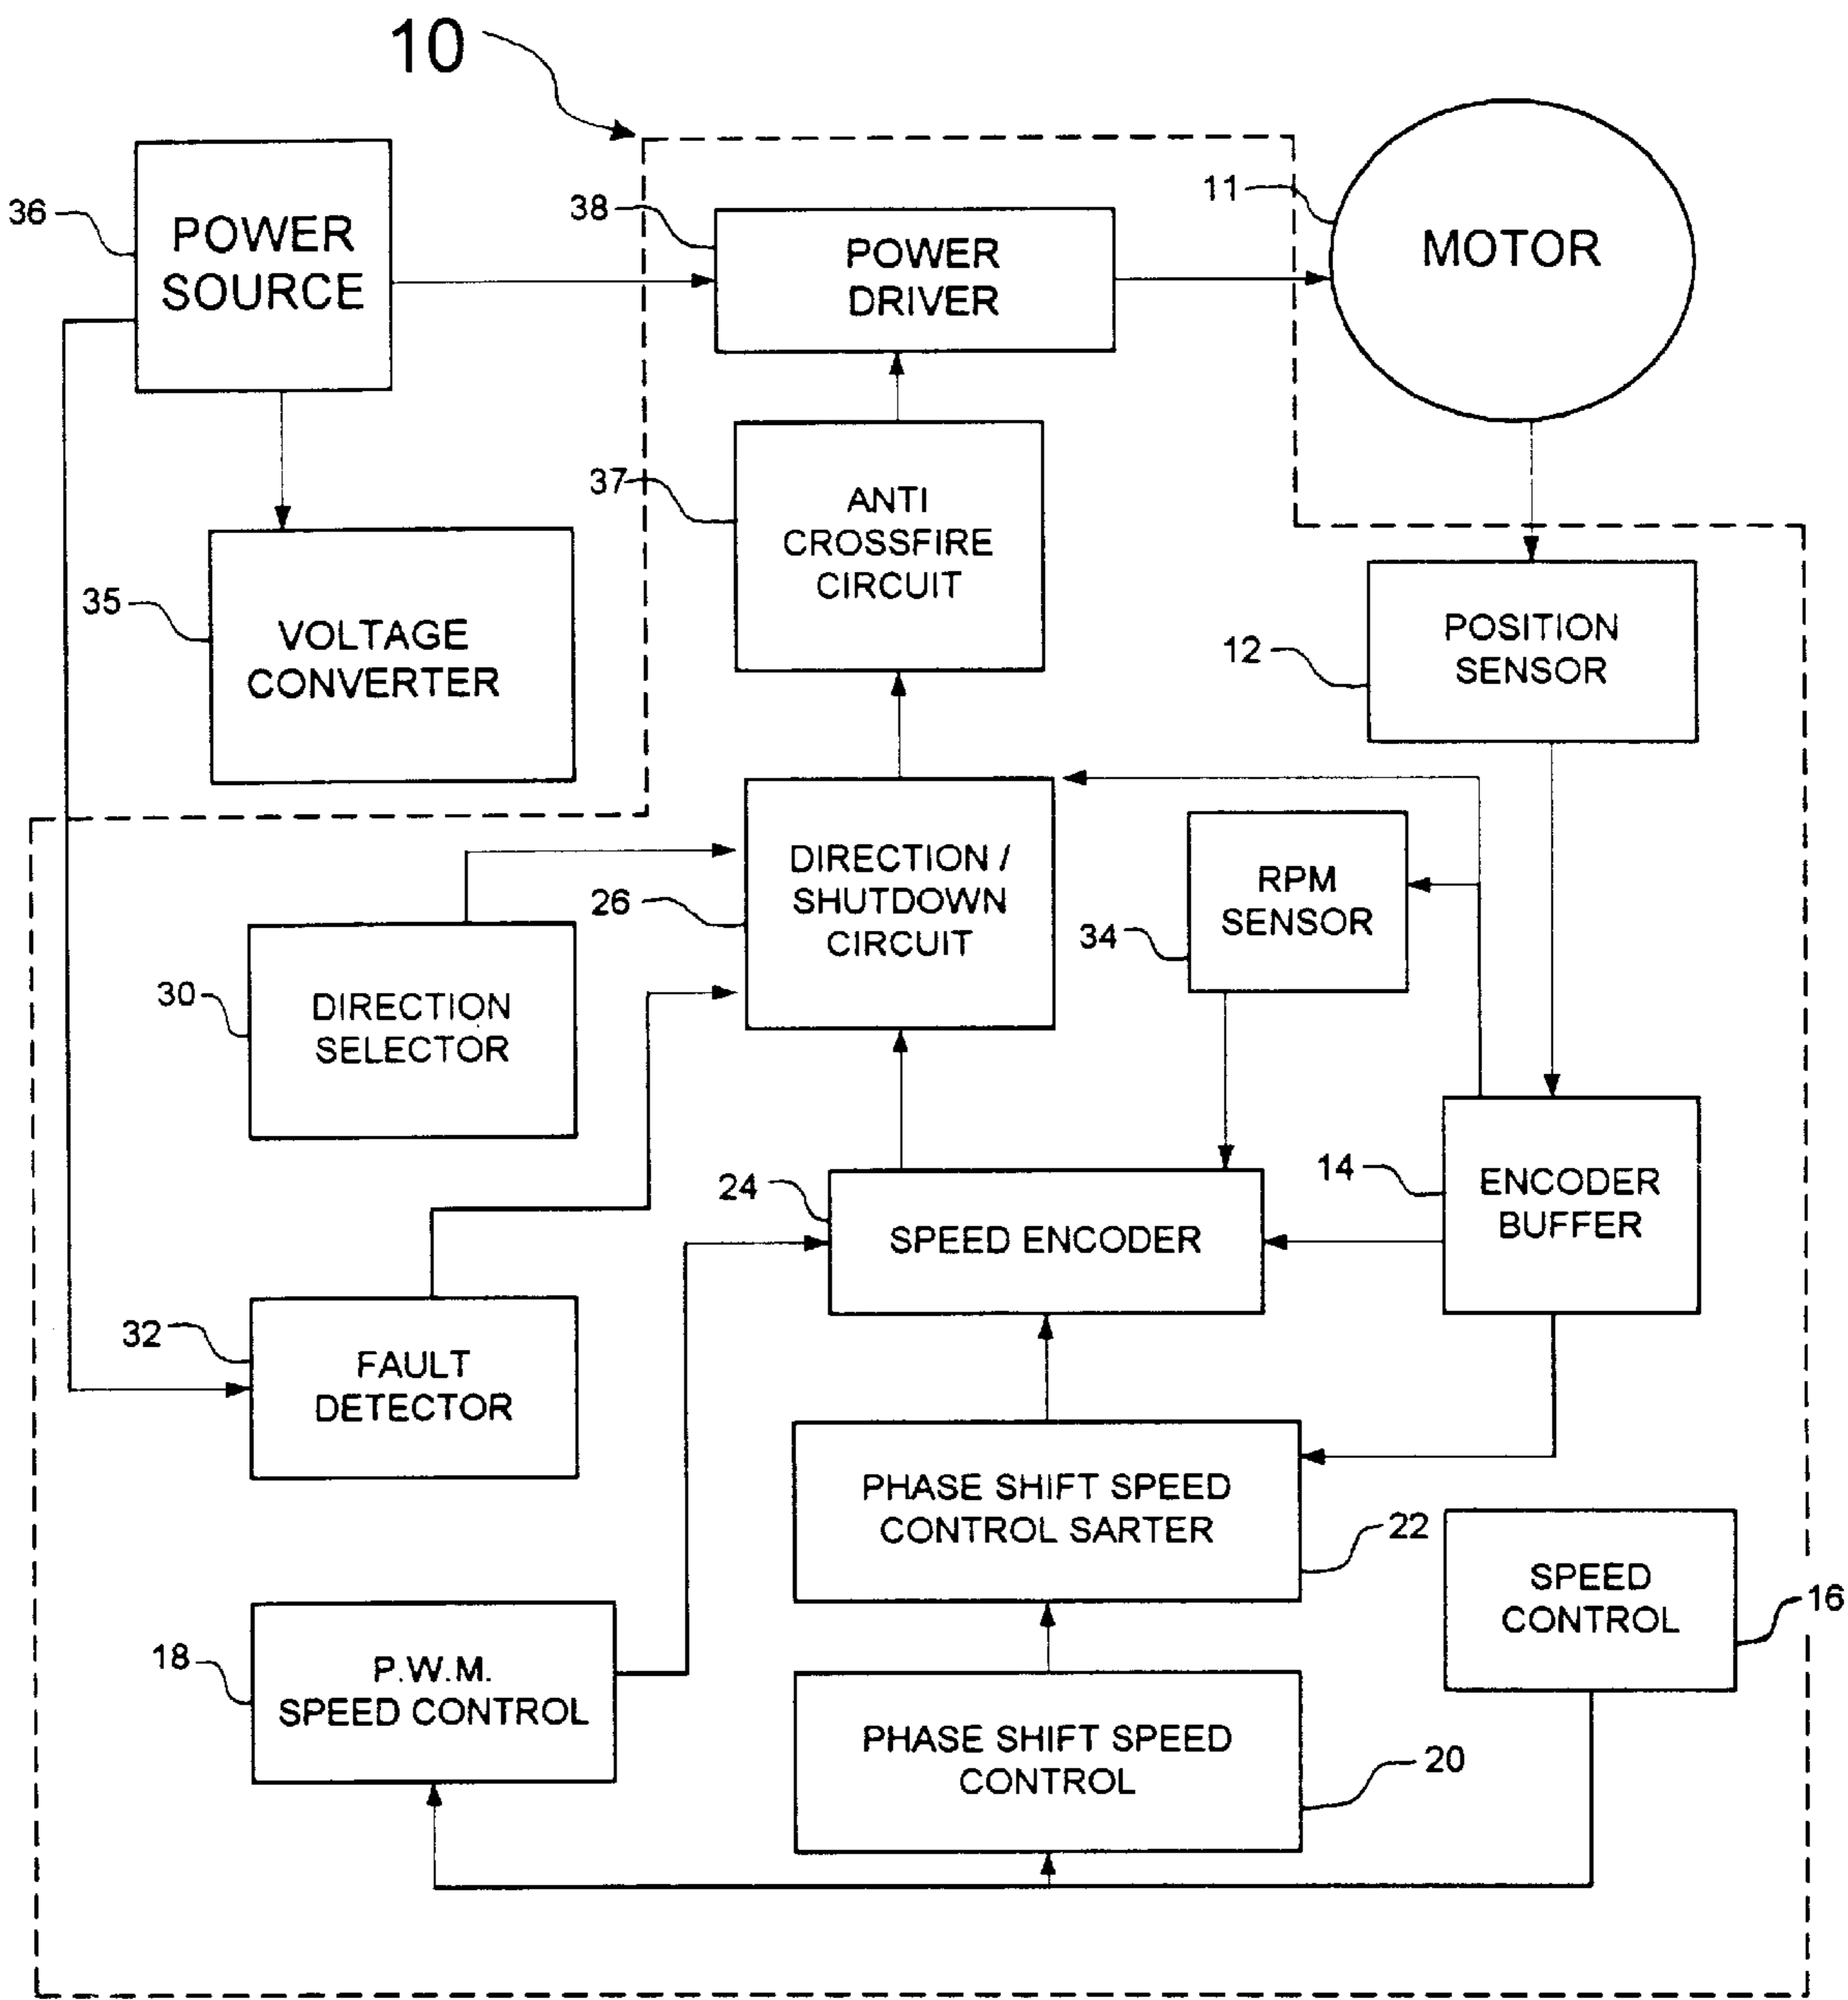 10
36
POWER
SOURCE
38
POWER
DRIVER
11
MOTOR
37
ANTI
CROSSFIRE
CIRCUIT
35
VOLTAGE
CONVERTER
12
POSITION
SENSOR
26
DIRECTION /
SHUTDOWN
CIRCUIT
34
RPM
SENSOR
30
DIRECTION
SELECTOR
24
SPEED ENCODER
14
ENCODER
BUFFER
32
FAULT
DETECTOR
PHASE SHIFT SPEED
CONTROL SARTER
22
SPEED
CONTROL
16
18
P.W.M.
SPEED CONTROL
PHASE SHIFT SPEED
CONTROL
20